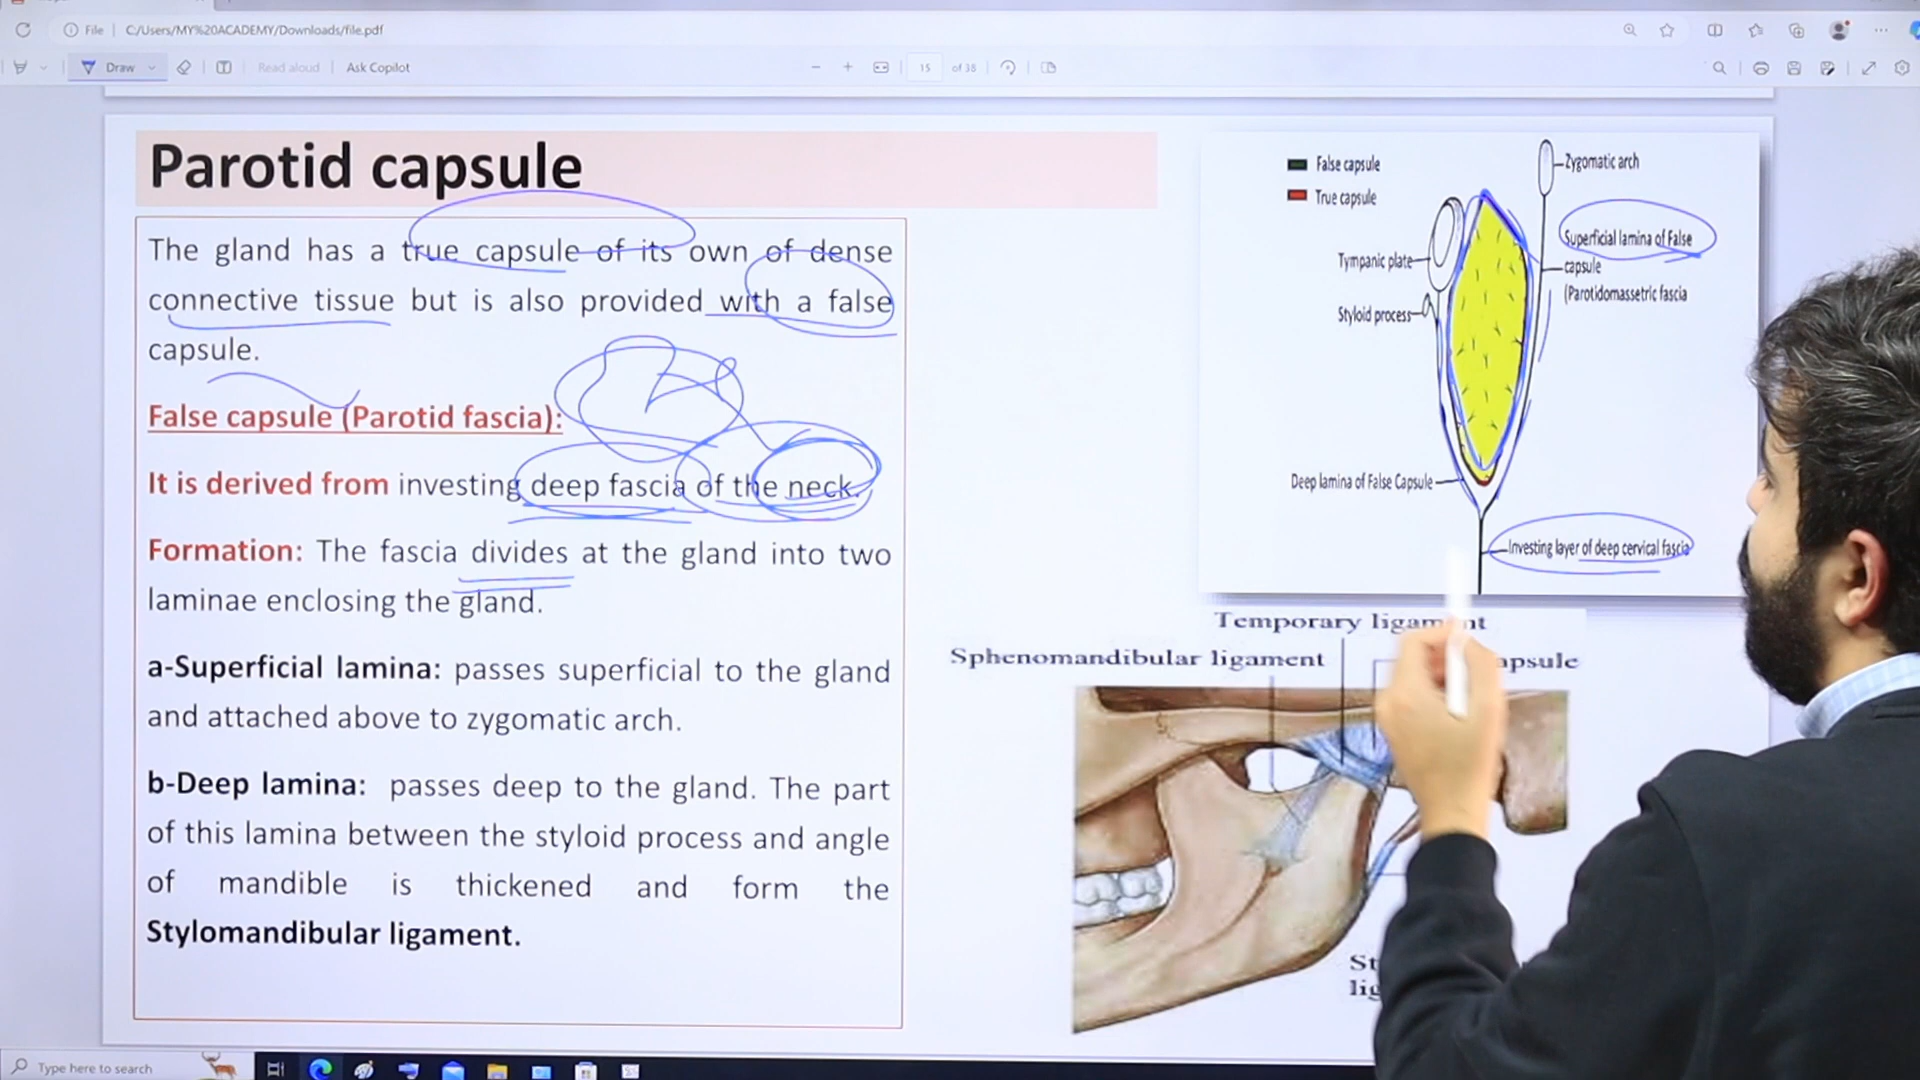 File
C:/Users/MY%20ACADEMY/Downloads/file.pdf
Draw
Read aloud
Ask Copilot
15
of 38
Parotid capsule
The gland has a true capsule of its own of dense
connective tissue but is also provided with a false
capsule.
False capsule (Parotid fascia):
It is derived from investing deep fascia of the neck.
Formation: The fascia divides at the gland into two
laminae enclosing the gland.
a-Superficial lamina: passes superficial to the gland
and attached above to zygomatic arch.
b-Deep lamina: passes deep to the gland. The part
of this lamina between the styloid process and angle
of mandible is thickened and form the
Stylomandibular ligament.
False capsule
True capsule
Zygomatic arch
Superficial lamina of False
capsule
(Parotidomassetric fascia
Tympanic plate
Styloid process
Deep lamina of False Capsule
Investing layer of deep cervical fascia
Temporary ligament
Sphenomandibular ligament
Type here to search